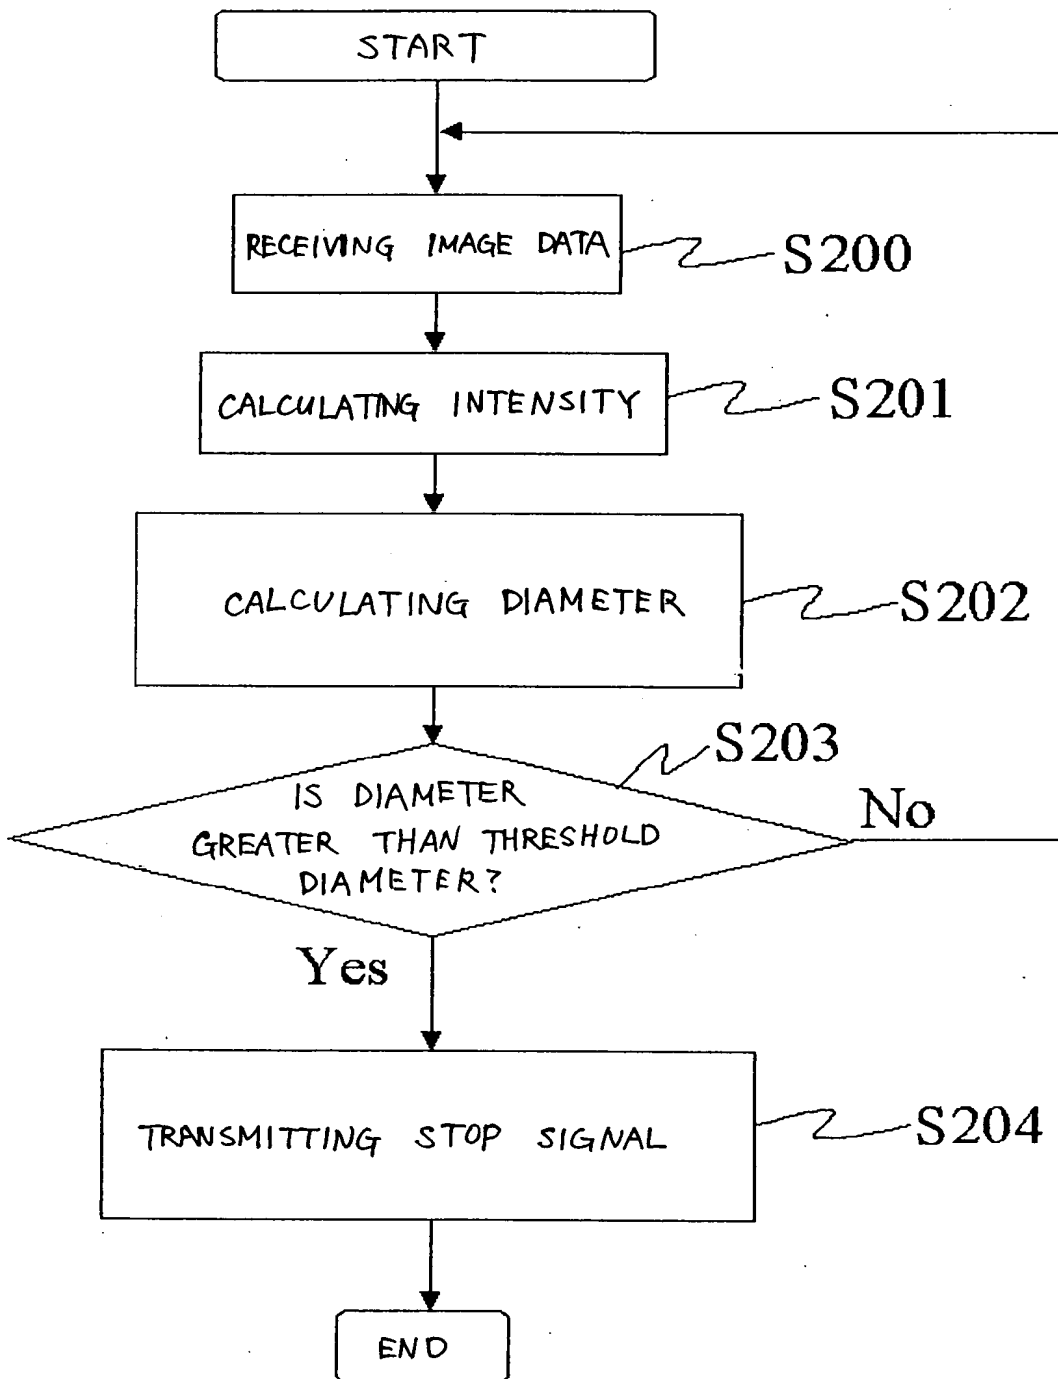 START
RECEIVING IMAGE DATA
S200
CALCULATING INTENSITY
S201
CALCULATING DIAMETER
S202
S203
IS DIAMETER
GREATER THAN THRESHOLD
DIAMETER?
No
Yes
TRANSMITTING STOP SIGNAL
S204
END